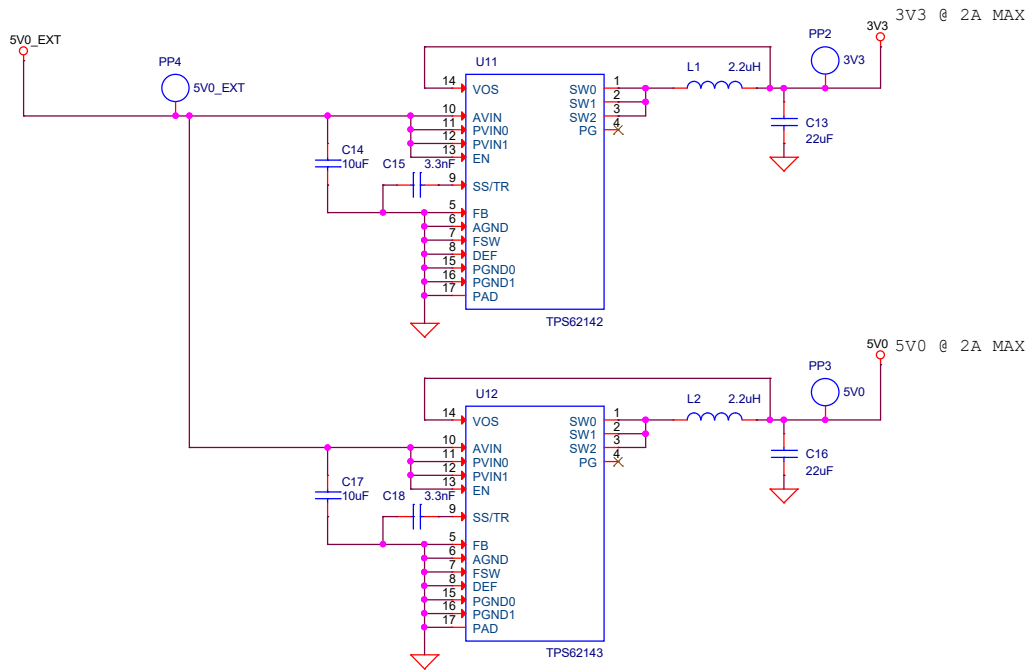 3V3 @ 2A MAX
5V0_EXT
PP4
5V0_EXT
U11
14 VOS
10 AVIN
11 PVIN0
12 PVIN1
13 EN
9 SS/TR
5 FB
6 AGND
7 FSW
8 DEF
15 PGND0
16 PGND1
17 PAD
SW0 1
SW1 2
SW2 3
PG 4
TPS62142
C14
10uF
C15 3.3nF
L1 2.2uH
PP2
3V3
3V3
C13
22uF
5V0 @ 2A MAX
U12
14 VOS
10 AVIN
11 PVIN0
12 PVIN1
13 EN
9 SS/TR
5 FB
6 AGND
7 FSW
8 DEF
15 PGND0
16 PGND1
17 PAD
SW0 1
SW1 2
SW2 3
PG 4
TPS62143
C17
10uF
C18 3.3nF
L2 2.2uH
PP3
5V0
5V0
C16
22uF